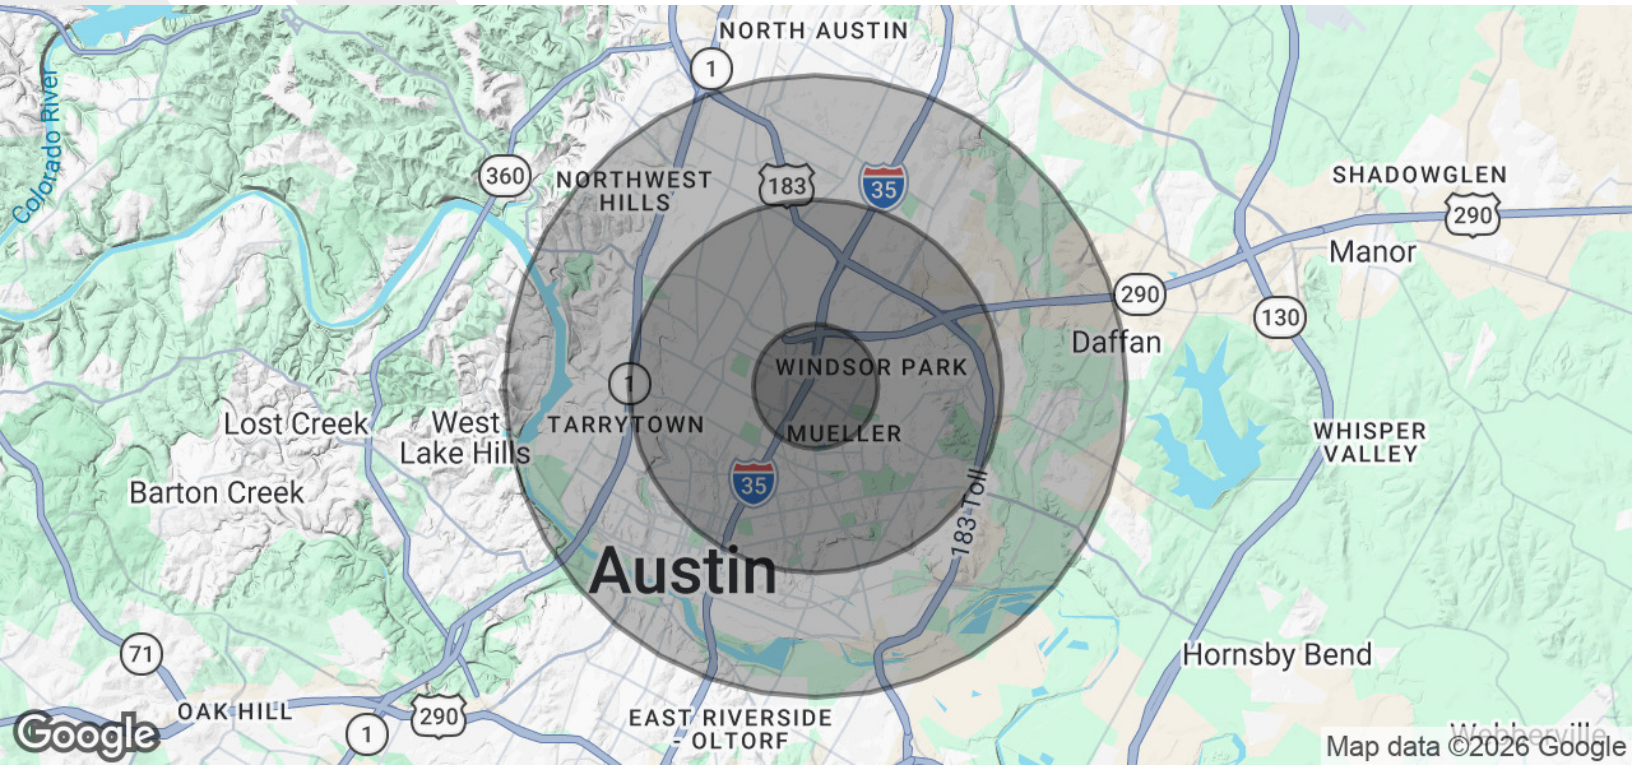 NORTH AUSTIN
1
Colorado River
360
NORTHWEST
HILLS
183
35
SHADOWGLEN
290
Manor
290
130
Daffan
WINDSOR PARK
1
TARRYTOWN
MUELLER
Lost Creek
West
Lake Hills
Barton Creek
WHISPER
VALLEY
35
183 Toll
Austin
71
Hornsby Bend
OAK HILL
290
1
EAST RIVERSIDE
- OLTORF
Webberville
Google
Map data ©2026 Google